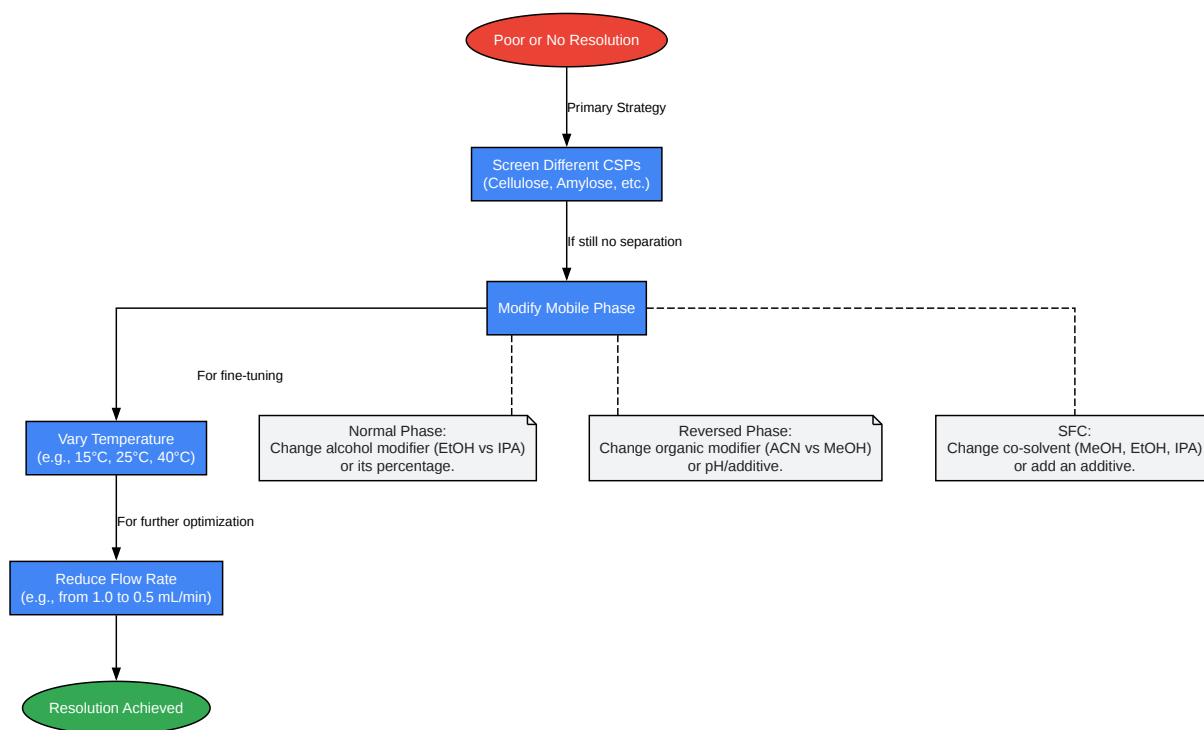 Poor or No Resolution
Primary Strategy
Screen Different CSPs
(Cellulose, Amylose, etc.)
If still no separation
Modify Mobile Phase
For fine-tuning
Vary Temperature
(e.g., 15°C, 25°C, 40°C)
Normal Phase:
Change alcohol modifier (EtOH vs IPA)
or its percentage.
Reversed Phase:
Change organic modifier (ACN vs MeOH)
or pH/additive.
SFC:
Change co-solvent (MeOH, EtOH, IPA)
or add an additive.
For further optimization
Reduce Flow Rate
(e.g., from 1.0 to 0.5 mL/min)
Resolution Achieved